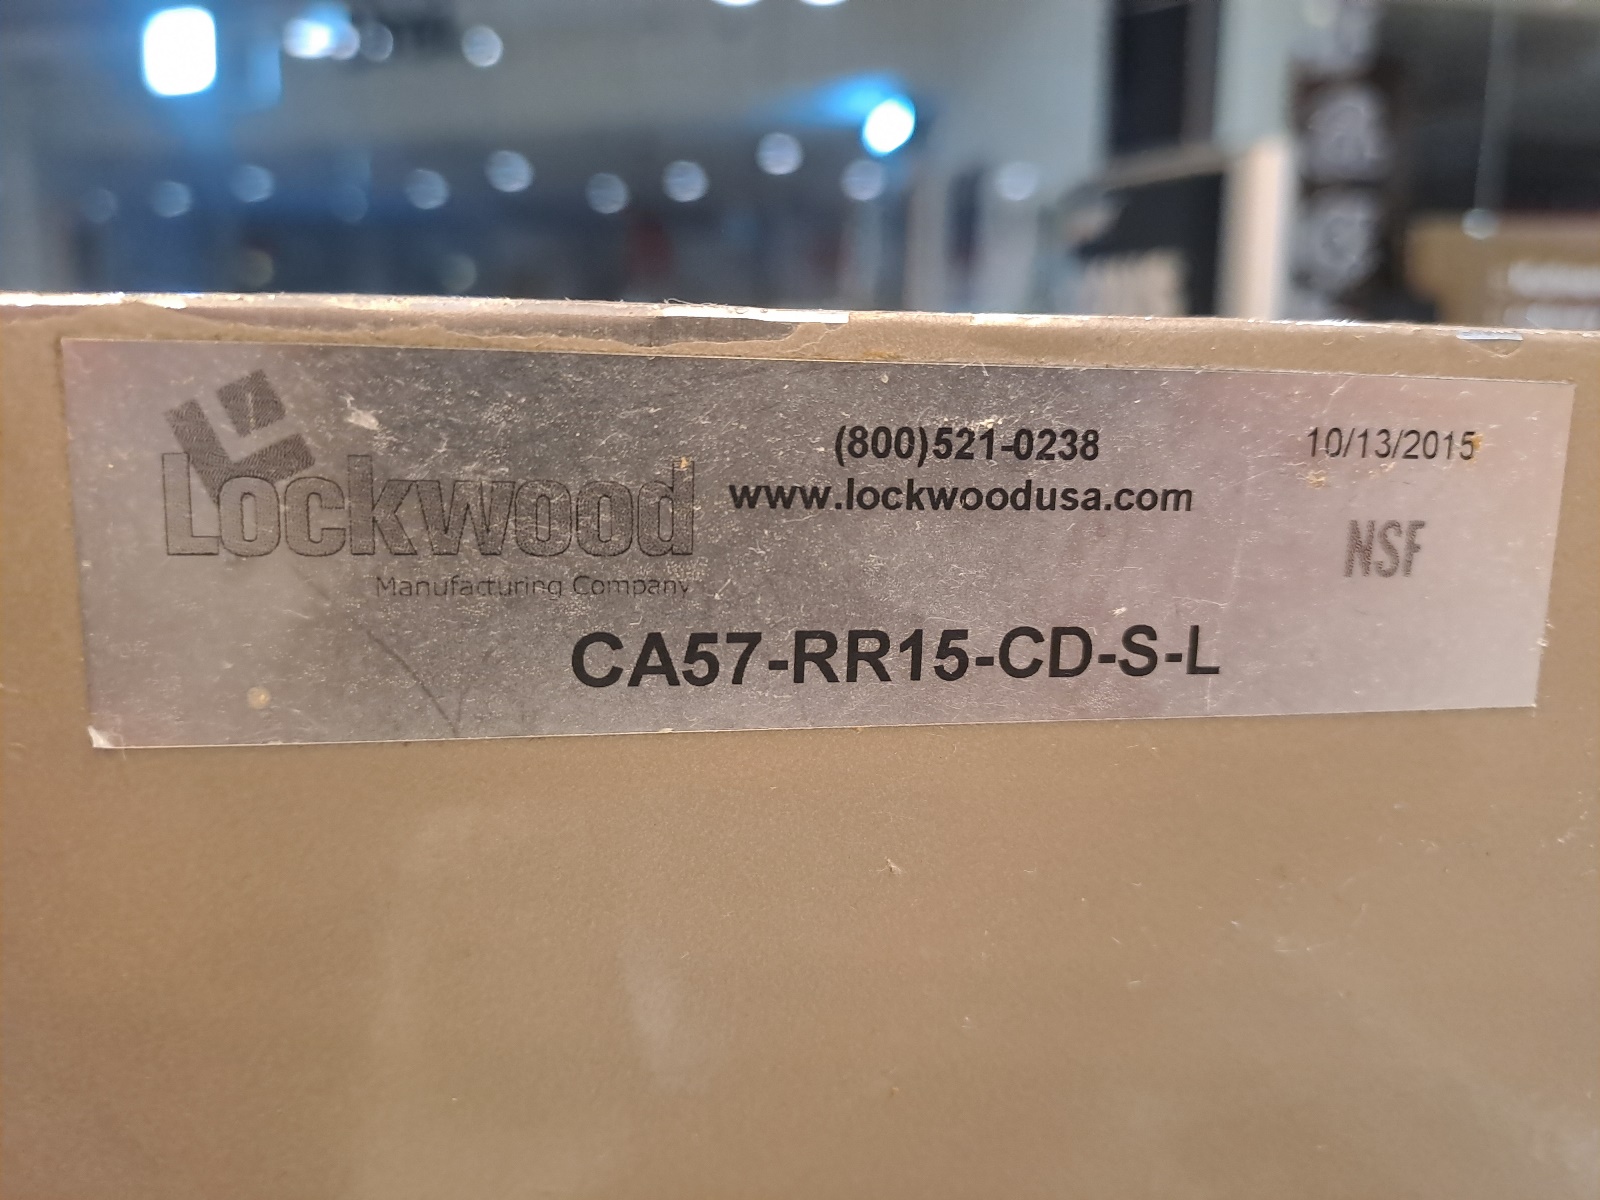 Lockwood
Manufacturing Company
(800)521-0238
www.lockwoodusa.com
10/13/2015
NSF
CA57-RR15-CD-S-L